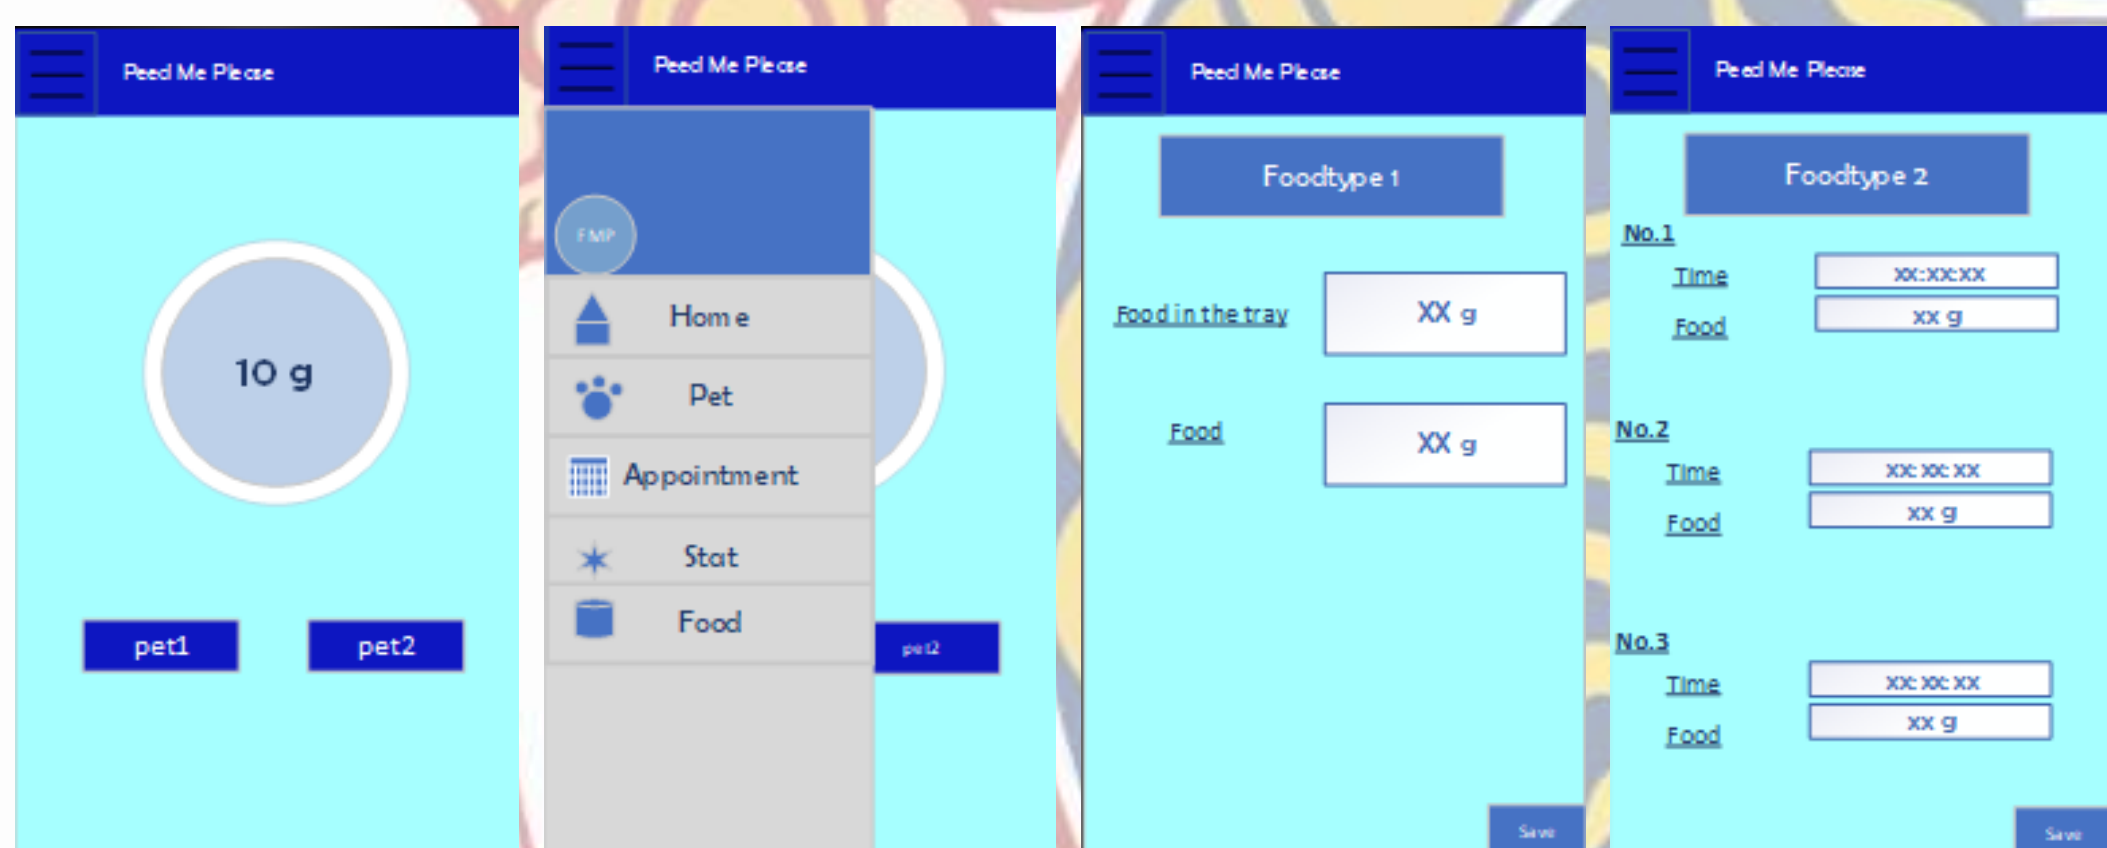 Peed Me Please
10 g
pet1
pet2
Peed Me Please
FMP
Home
Pet
Appointment
Stat
Food
pet2
Peed Me Please
Foodtype 1
Food in the tray
XX g
Food
XX g
Save
Peed Me Please
Foodtype 2
No.1
Time
xx:xx:xx
Food
xx g
No.2
Time
xx:xx:xx
Food
xx g
No.3
Time
xx:xx:xx
Food
xx g
Save